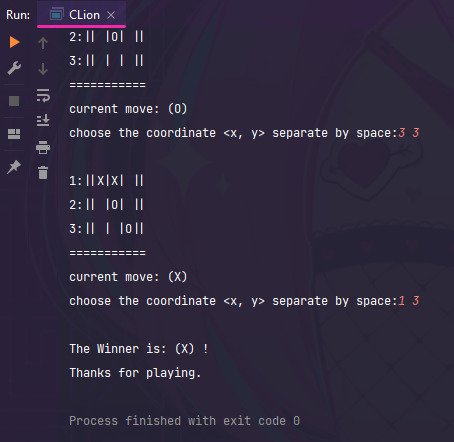 Run: CLion
2:|| |O| ||
3:|| | | ||
===========
current move: (O)
choose the coordinate <x, y> separate by space:3 3
1:||X|X| ||
2:|| |O| ||
3:|| | |O||
===========
current move: (X)
choose the coordinate <x, y> separate by space:1 3
The Winner is: (X) !
Thanks for playing.
Process finished with exit code 0